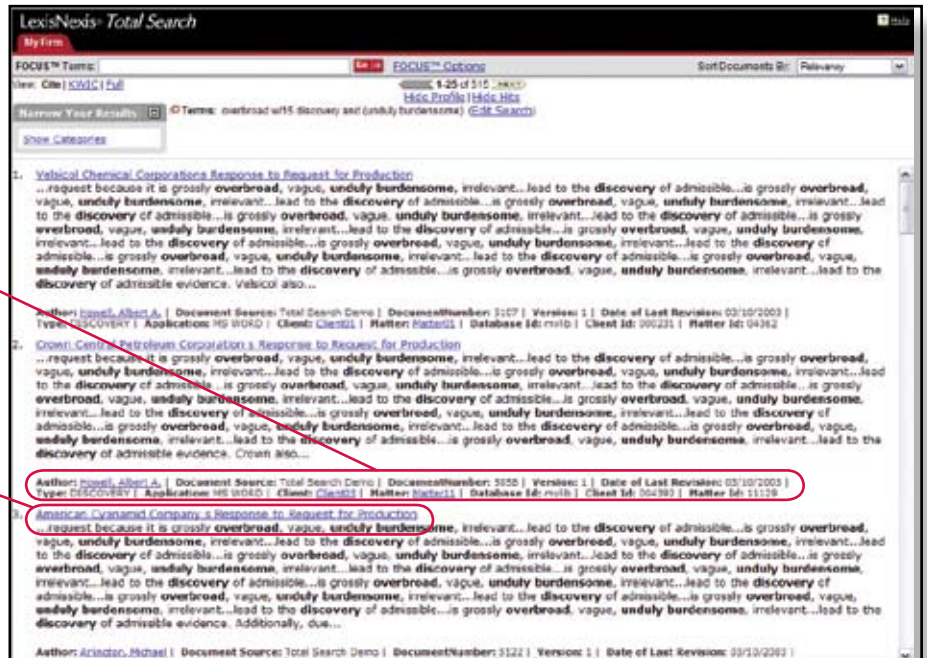 LexisNexis® Total Search
Help
My Firm
FOCUS™ Terms: Go FOCUS™ Options Sort Documents By: Relevancy
View: Cite | KWIC | Full 1-25 of 515 NEXT
Hide Profile | Hide Hits
Narrow Your Results Terms: overbroad w/15 discovery and (unduly burdensome) (Edit Search)
Show Categories
1. Velsicol Chemical Corporations Response to Request for Production
...request because it is grossly overbroad, vague, unduly burdensome, irrelevant...lead to the discovery of admissible...is grossly overbroad,
vague, unduly burdensome, irrelevant...lead to the discovery of admissible...is grossly overbroad, vague, unduly burdensome, irrelevant...lead
to the discovery of admissible...is grossly overbroad, vague, unduly burdensome, irrelevant...lead to the discovery of admissible...is grossly
overbroad, vague, unduly burdensome, irrelevant...lead to the discovery of admissible...is grossly overbroad, vague, unduly burdensome,
irrelevant...lead to the discovery of admissible...is grossly overbroad, vague, unduly burdensome, irrelevant...lead to the discovery of
admissible...is grossly overbroad, vague, unduly burdensome, irrelevant...lead to the discovery of admissible...is grossly overbroad, vague,
unduly burdensome, irrelevant...lead to the discovery of admissible...is grossly overbroad, vague, unduly burdensome, irrelevant...lead to the
discovery of admissible evidence. Velsicol also...
Author: Howell, Albert A. | Document Source: Total Search Demo | DocumentNumber: 5107 | Version: 1 | Date of Last Revision: 03/10/2003 |
Type: DISCOVERY | Application: MS WORD | Client: Client01 | Matter: Matter01 | Database Id: mvlib | Client Id: 000231 | Matter Id: 04362
2. Crown Central Petroleum Corporation s Response to Request for Production
...request because it is grossly overbroad, vague, unduly burdensome, irrelevant...lead to the discovery of admissible...is grossly overbroad,
vague, unduly burdensome, irrelevant...lead to the discovery of admissible...is grossly overbroad, vague, unduly burdensome, irrelevant...lead
to the discovery of admissible...is grossly overbroad, vague, unduly burdensome, irrelevant...lead to the discovery of admissible...is grossly
overbroad, vague, unduly burdensome, irrelevant...lead to the discovery of admissible...is grossly overbroad, vague, unduly burdensome,
irrelevant...lead to the discovery of admissible...is grossly overbroad, vague, unduly burdensome, irrelevant...lead to the discovery of
admissible...is grossly overbroad, vague, unduly burdensome, irrelevant...lead to the discovery of admissible...is grossly overbroad, vague,
unduly burdensome, irrelevant...lead to the discovery of admissible...is grossly overbroad, vague, unduly burdensome, irrelevant...lead to the
discovery of admissible evidence. Crown also...
Author: Howell, Albert A. | Document Source: Total Search Demo | DocumentNumber: | Version: 1 | Date of Last Revision: 03/10/2003 |
Type: DISCOVERY | Application: MS WORD | Client: Client03 | Matter: Matter11 | Database Id: mvlib | Client Id: 004392 | Matter Id: 11129
3. American Cyanamid Company s Response to Request for Production
...request because it is grossly overbroad, vague, unduly burdensome, irrelevant...lead to the discovery of admissible...is grossly overbroad,
vague, unduly burdensome, irrelevant...lead to the discovery of admissible...is grossly overbroad, vague, unduly burdensome, irrelevant...lead
to the discovery of admissible...is grossly overbroad, vague, unduly burdensome, irrelevant...lead to the discovery of admissible...is grossly
overbroad, vague, unduly burdensome, irrelevant...lead to the discovery of admissible...is grossly overbroad, vague, unduly burdensome,
irrelevant...lead to the discovery of admissible...is grossly overbroad, vague, unduly burdensome, irrelevant...lead to the discovery of
admissible...is grossly overbroad, vague, unduly burdensome, irrelevant...lead to the discovery of admissible...is grossly overbroad, vague,
unduly burdensome, irrelevant...lead to the discovery of admissible...is grossly overbroad, vague, unduly burdensome, irrelevant...lead to the
discovery of admissible evidence. Additionally, due...
Author: Arington, Michael | Document Source: Total Search Demo | DocumentNumber: 5122 | Version: 1 | Date of Last Revision: 03/10/2003 |